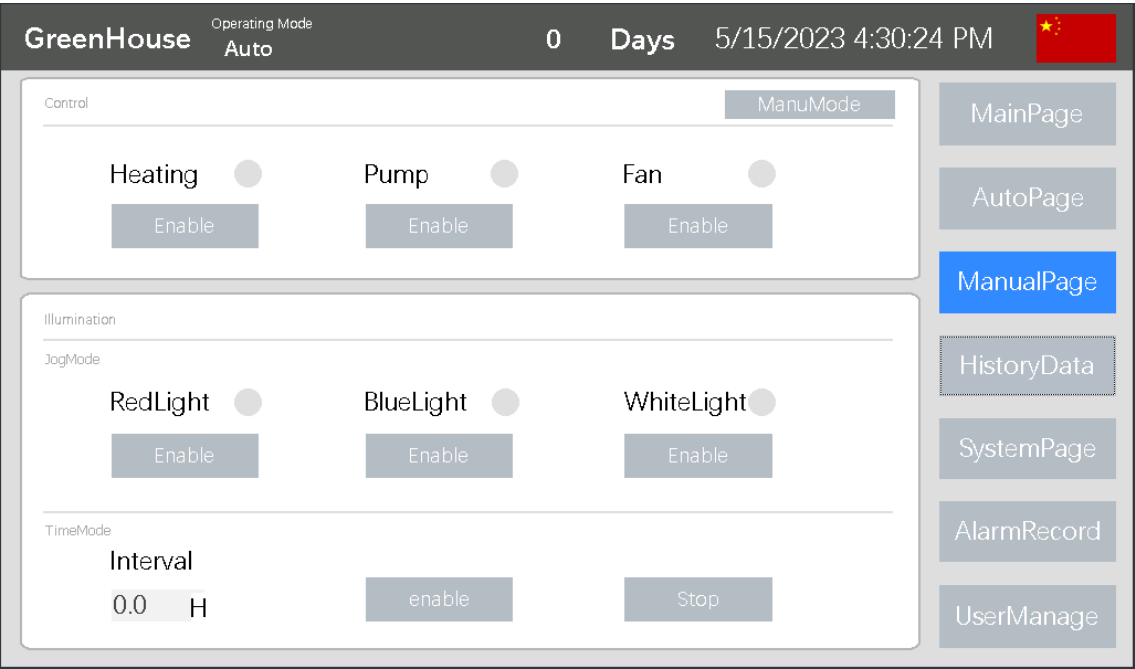 GreenHouse Operating Mode Auto 0 Days 5/15/2023 4:30:24 PM
Control ManuMode
Heating Pump Fan
Enable Enable Enable
Illumination
JogMode
RedLight BlueLight WhiteLight
Enable Enable Enable
TimeMode
Interval
0.0 H enable Stop
MainPage
AutoPage
ManualPage
HistoryData
SystemPage
AlarmRecord
UserManage